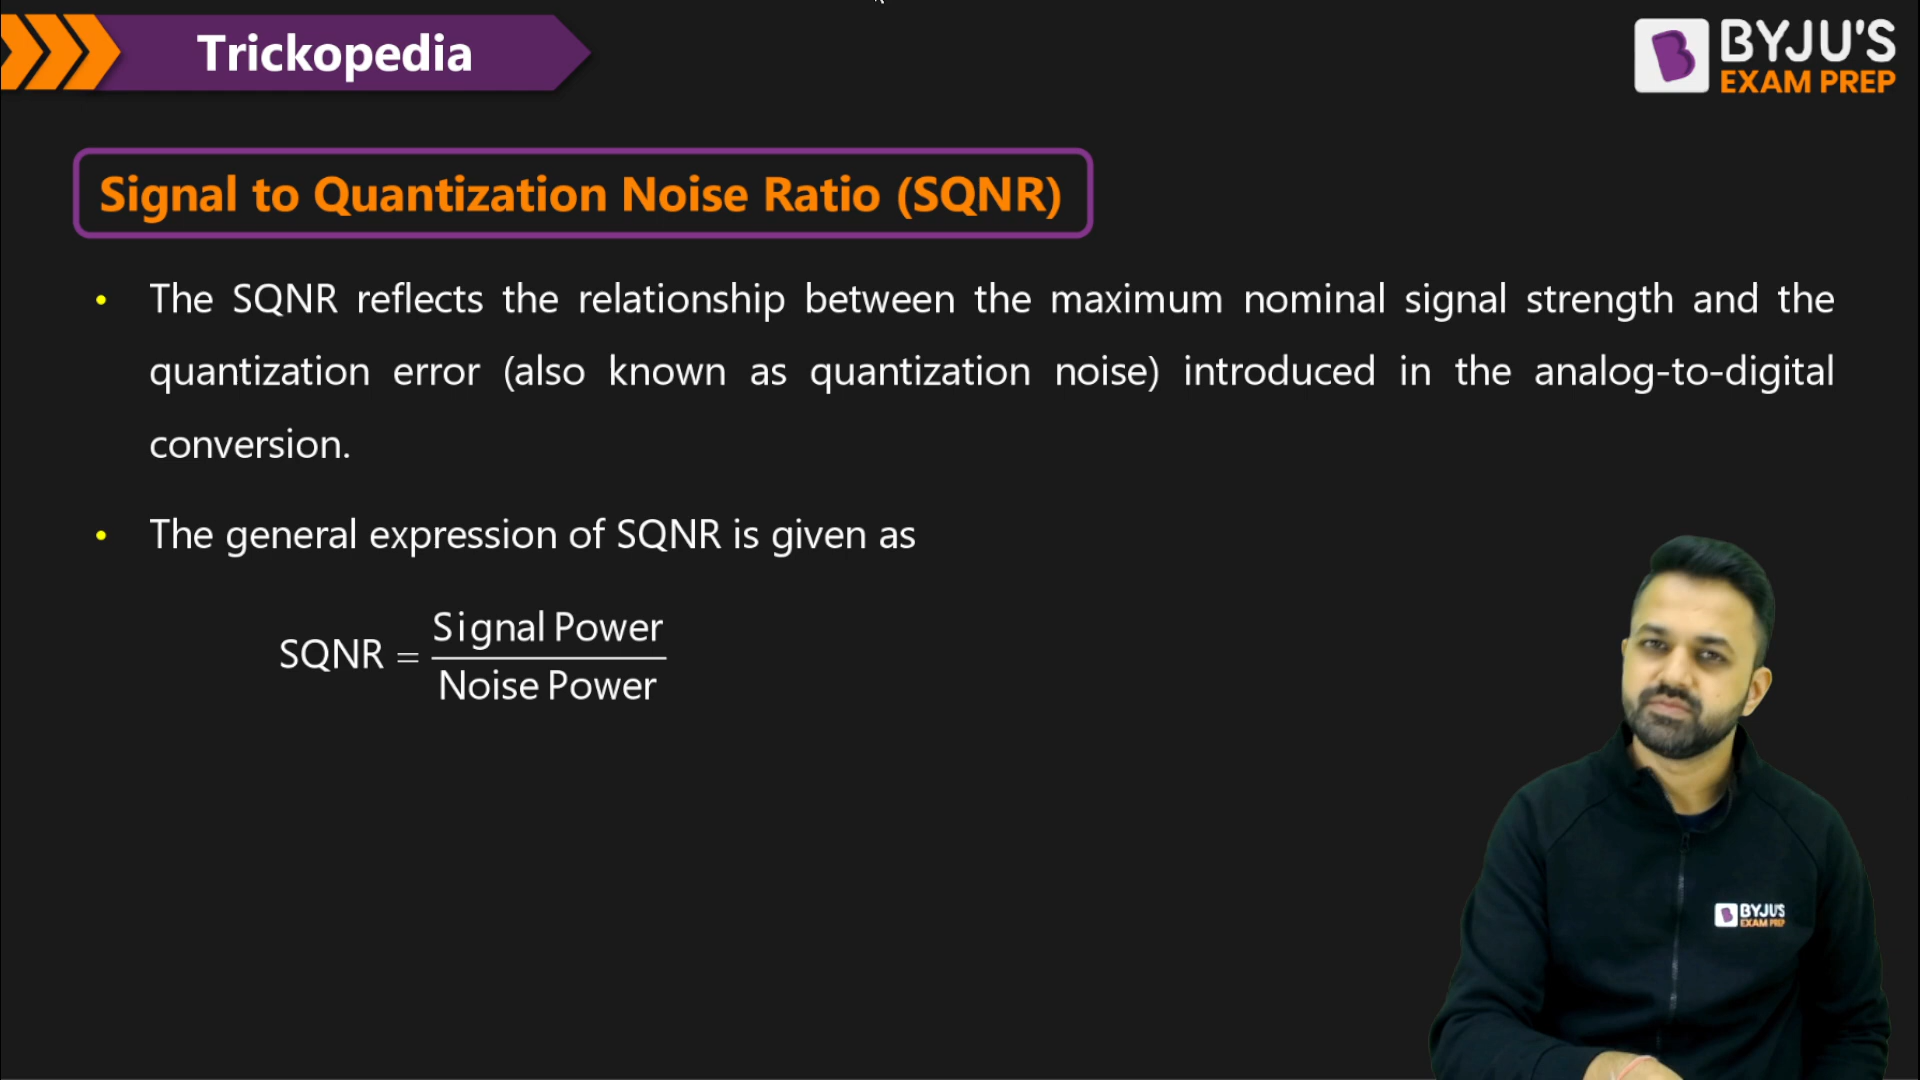 Trickopedia
BYJU'S
EXAM PREP
Signal to Quantization Noise Ratio (SQNR)
• The SQNR reflects the relationship between the maximum nominal signal strength and the
quantization error (also known as quantization noise) introduced in the analog-to-digital
conversion.
• The general expression of SQNR is given as
SQNR = Signal Power
Noise Power
BYJU'S
EXAM PREP